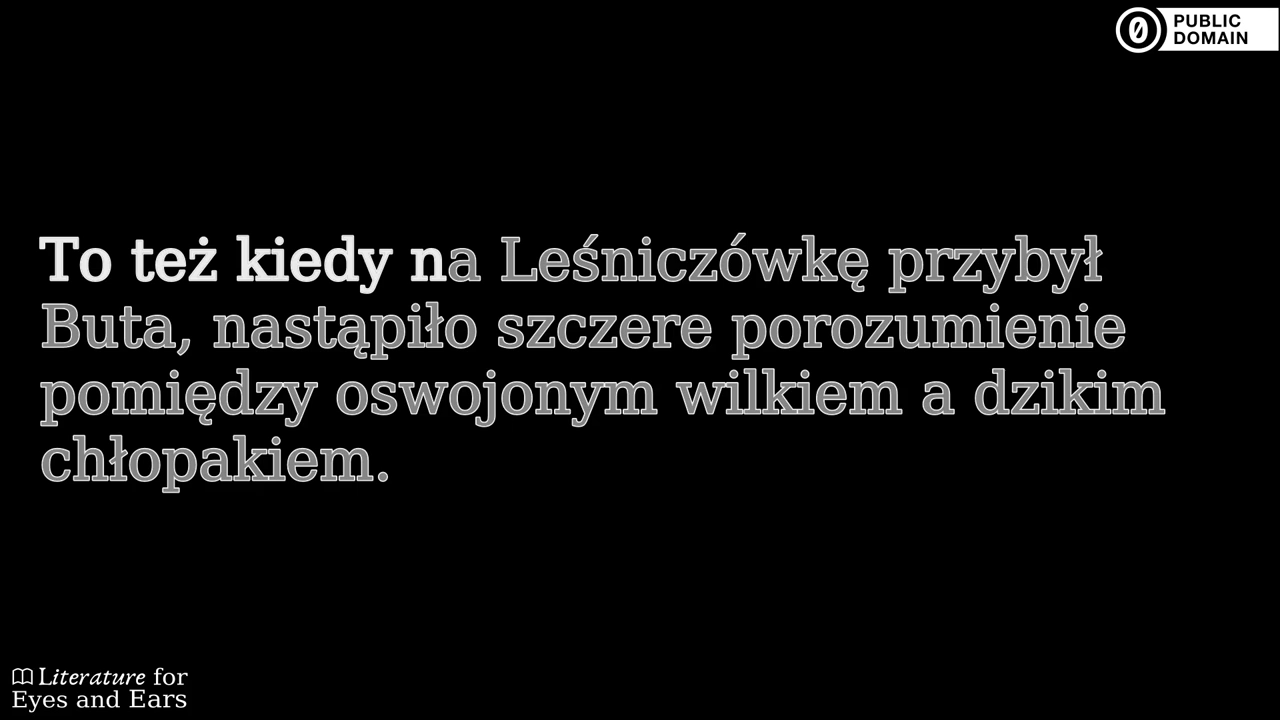 PUBLIC
DOMAIN
To też kiedy na Leśniczówkę przybył
Buta, nastąpiło szczere porozumienie
pomiędzy oswojonym wilkiem a dzikim
chłopakiem.
Literature for
Eyes and Ears